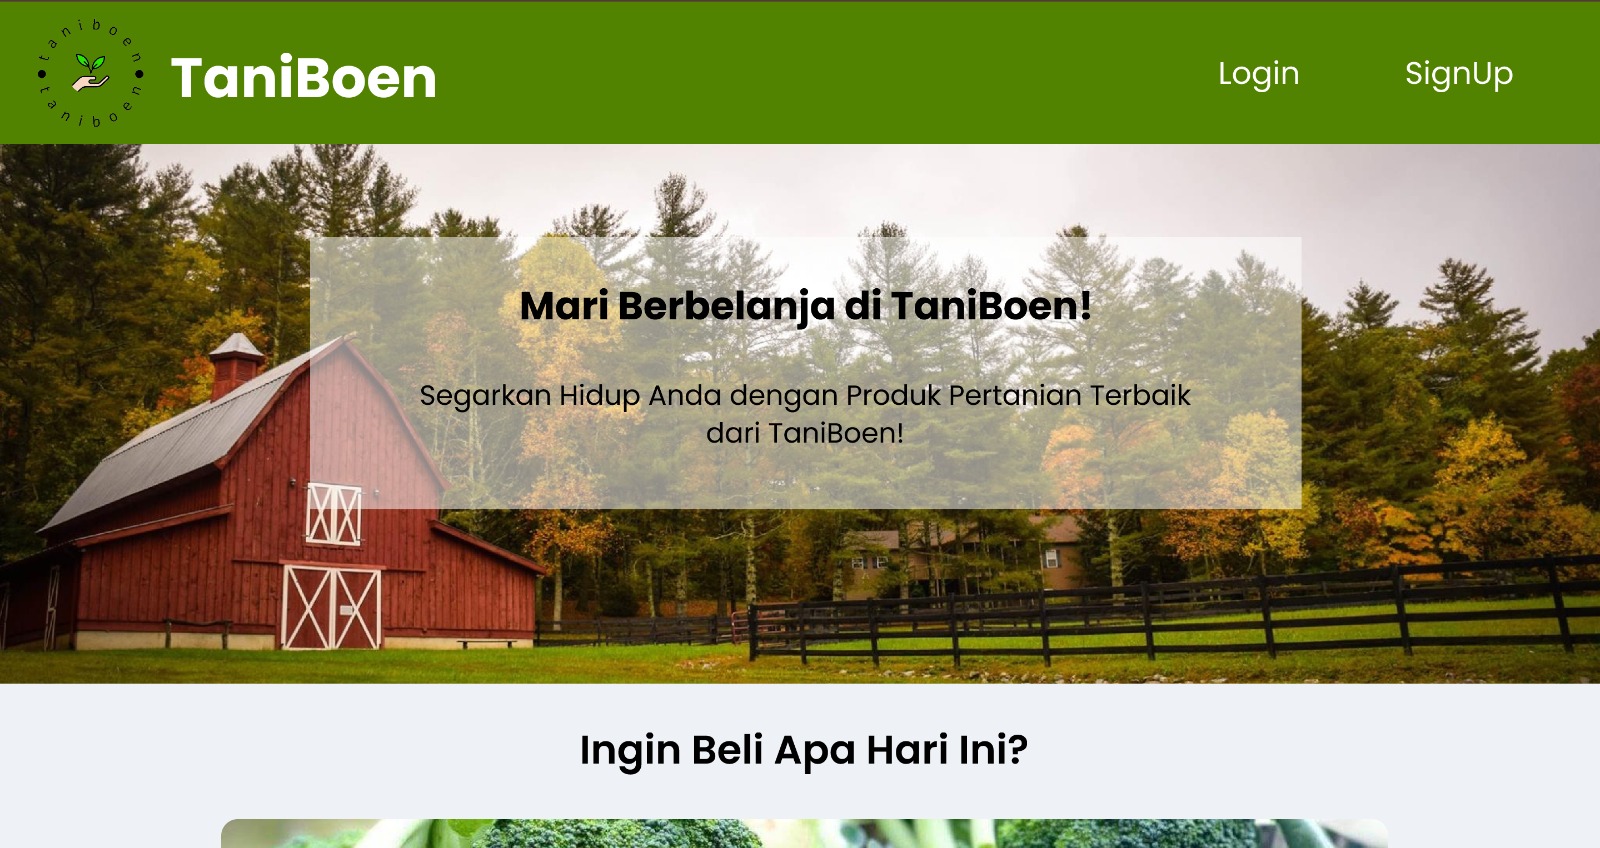 taniboen
taniboen
TaniBoen
Login
SignUp
Mari Berbelanja di TaniBoen!
Segarkan Hidup Anda dengan Produk Pertanian Terbaik
dari TaniBoen!
Ingin Beli Apa Hari Ini?